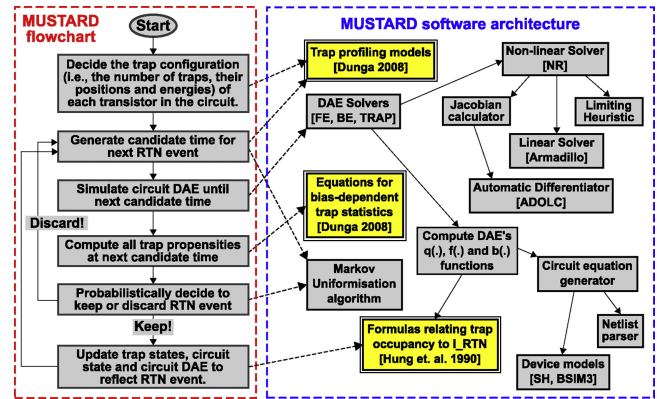 MUSTARD
flowchart
Start
Decide the trap configuration
(i.e., the number of traps, their
positions and energies) of
each transistor in the circuit.
Generate candidate time for
next RTN event
Simulate circuit DAE until
next candidate time
Discard!
Compute all trap propensities
at next candidate time
Probabilistically decide to
keep or discard RTN event
Keep!
Update trap states, circuit
state and circuit DAE to
reflect RTN event.
MUSTARD software architecture
Trap profiling models
[Dunga 2008]
Non-linear Solver
[NR]
DAE Solvers
[FE, BE, TRAP]
Jacobian
calculator
Limiting
Heuristic
Linear Solver
[Armadillo]
Automatic Differentiator
[ADOLC]
Equations for
bias-dependent
trap statistics
[Dunga 2008]
Compute DAE's
q(.), f(.) and b(.)
functions
Markov
Uniformisation
algorithm
Circuit equation
generator
Netlist
parser
Formulas relating trap
occupancy to I_RTN
[Hung et. al. 1990]
Device models
[SH, BSIM3]